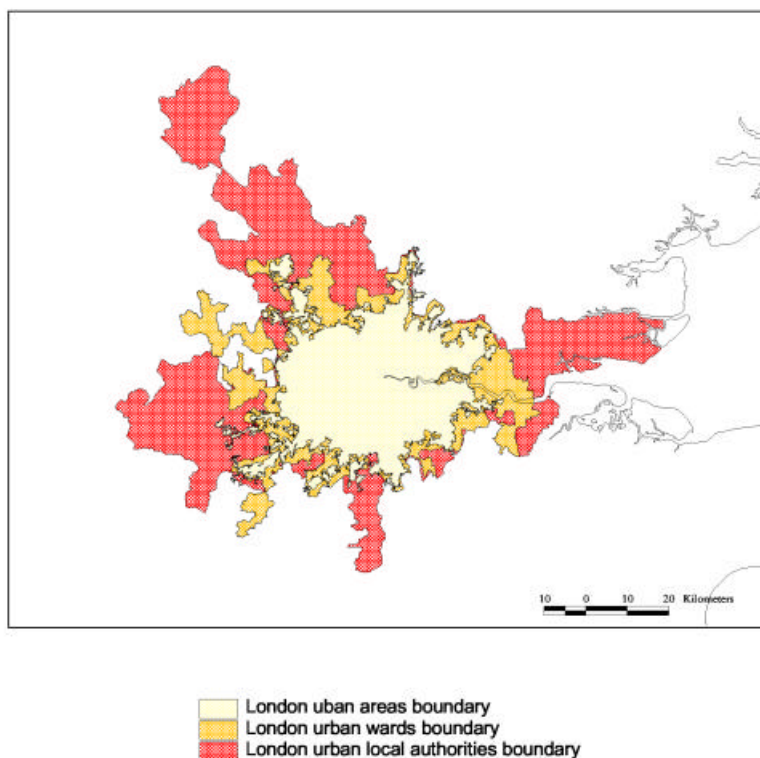 10 0 10 20 Kilometers
London uban areas boundary
London urban wards boundary
London urban local authorities boundary